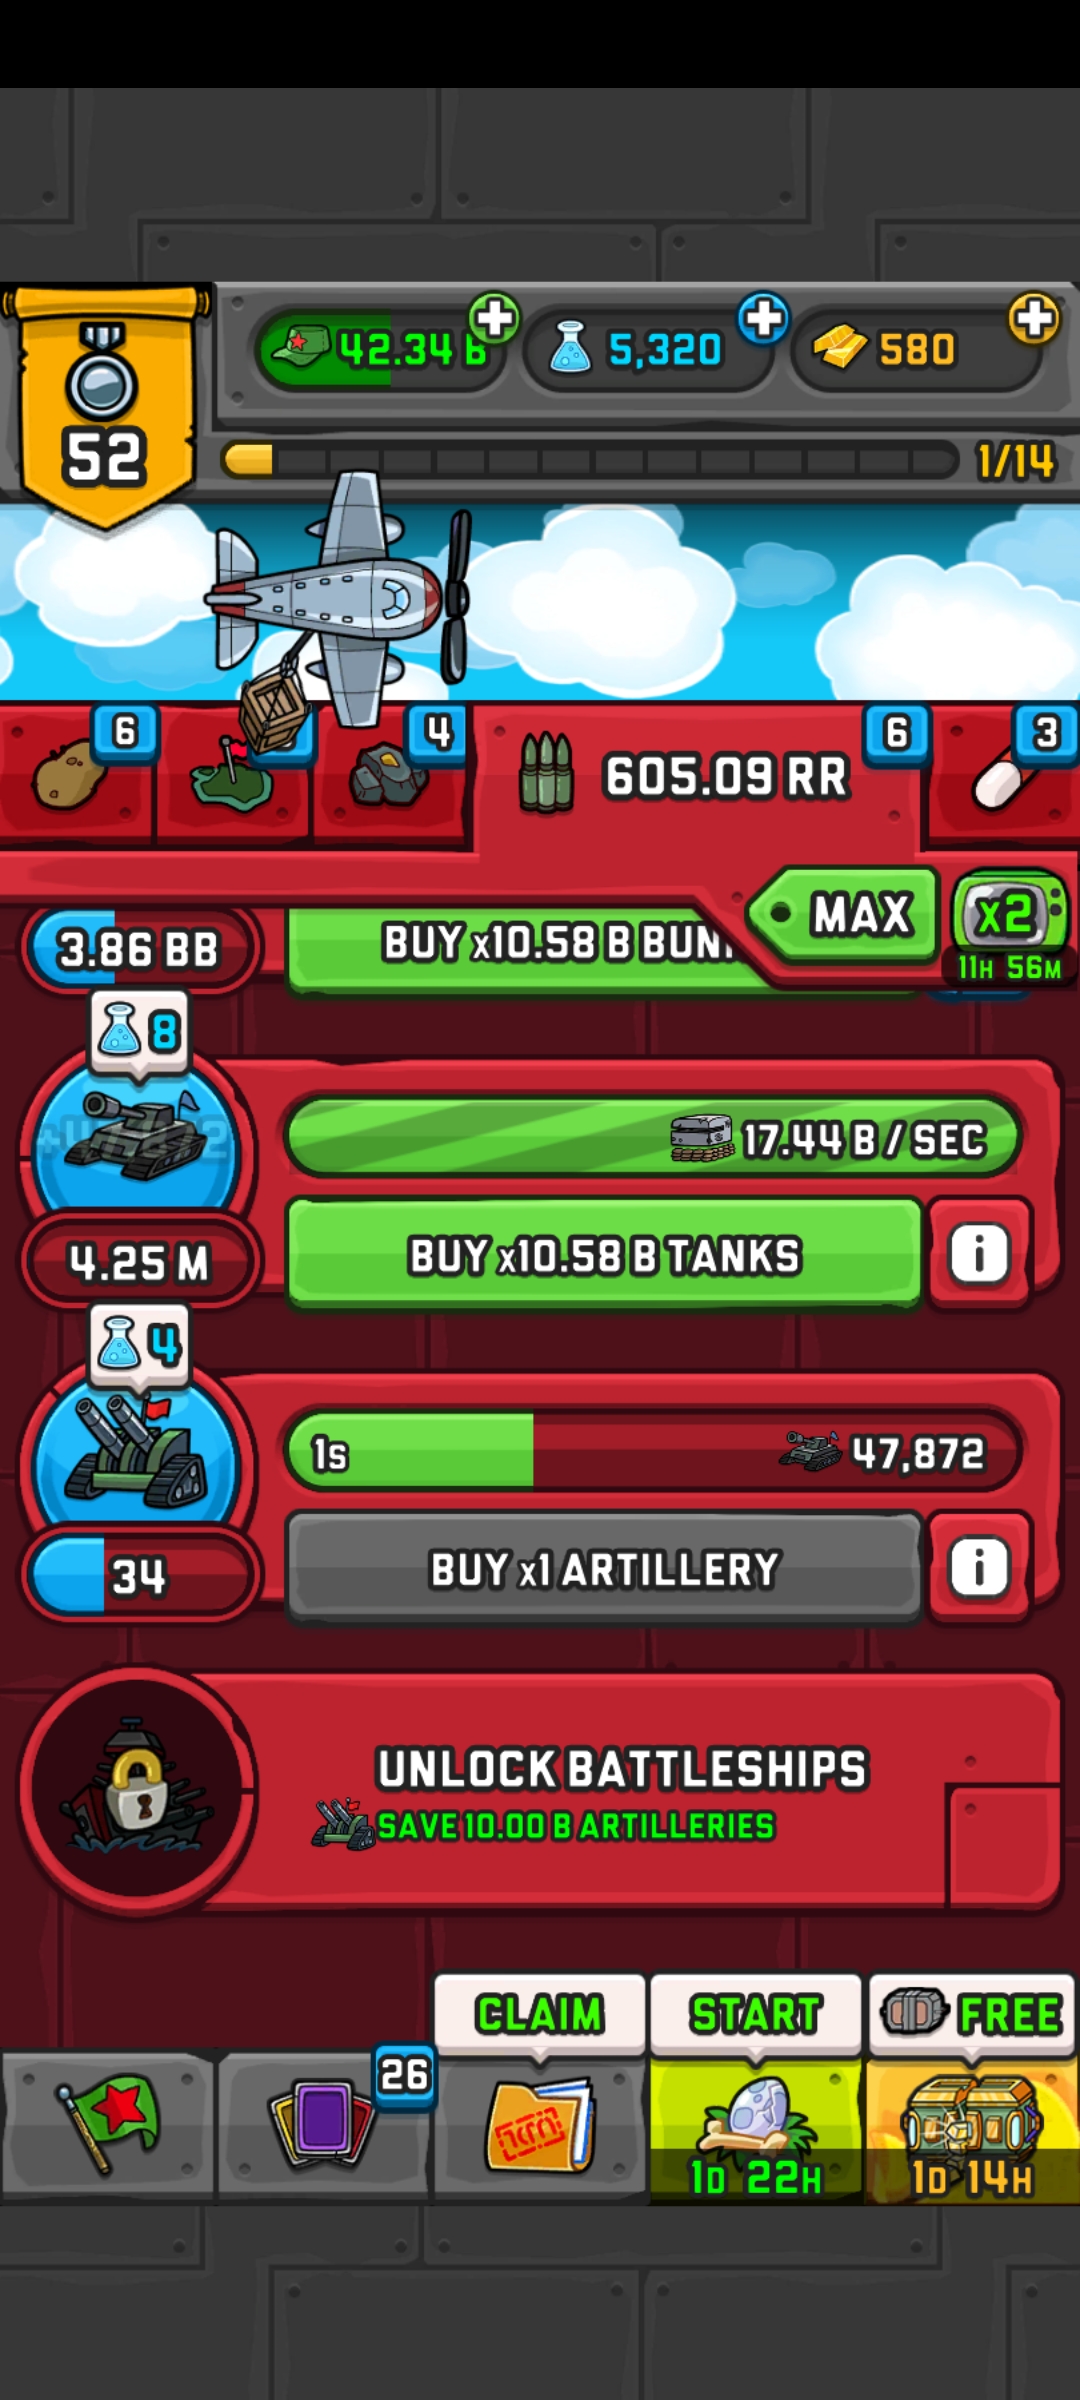 42.34 B
5,320
580
52
1/14
6
4
605.09 RR
6
3
MAX
x2
11H 56M
3.86 BB
BUY x10.58 B
8
17.44 B / SEC
4.25 M
BUY x10.58 B TANKS
i
4
1s
47,872
34
BUY x1 ARTILLERY
i
UNLOCK BATTLESHIPS
SAVE 10.00 B ARTILLERIES
CLAIM
START
FREE
26
1D 22H
1D 14H